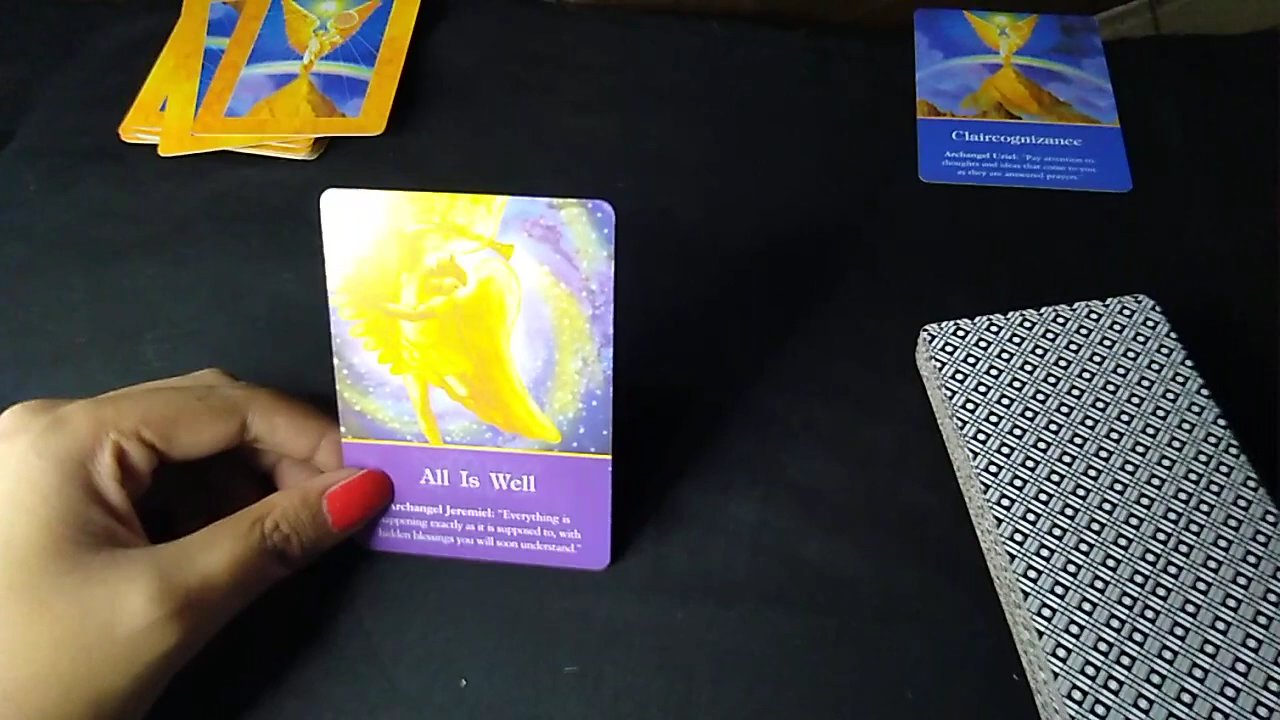 Claircognizance
Archangel Uriel: "Pay attention to
thoughts and ideas that come to you,
as they are answered prayers."
All Is Well
Archangel Jeremiel: "Everything is
happening exactly as it is supposed to, with
hidden blessings you will soon understand."